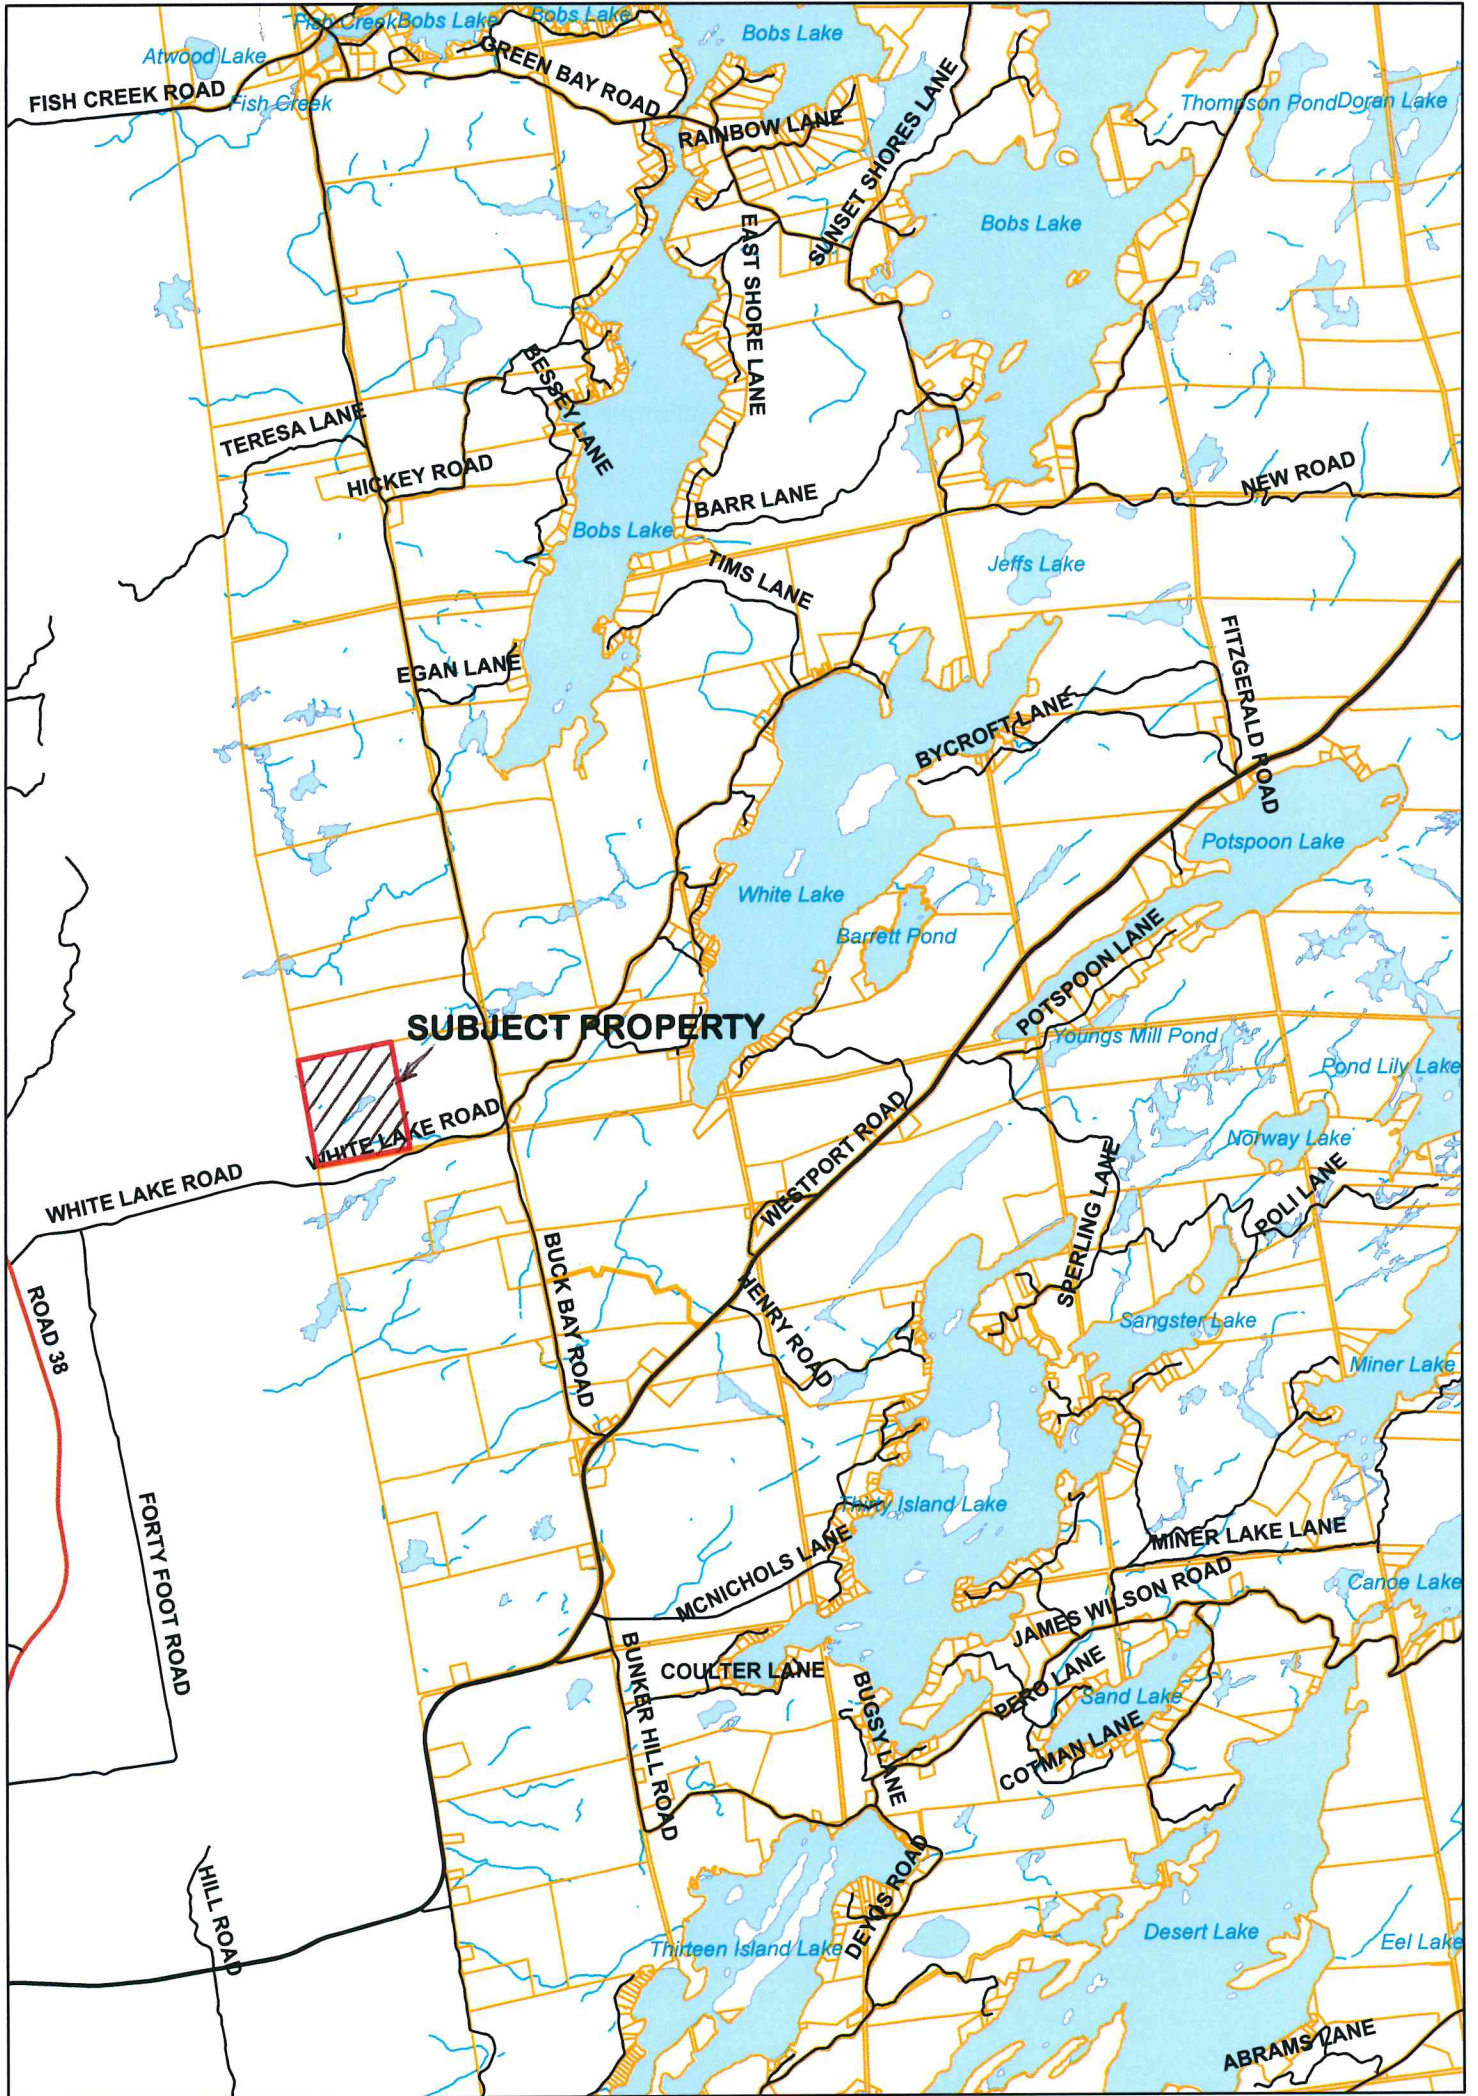 Fish Creek
Bobs Lake
Bobs Lake
Bobs Lake
Atwood Lake
GREEN BAY ROAD
FISH CREEK ROAD
Fish Creek
RAINBOW LANE
SUNSET SHORES LANE
Thompson Pond
Doran Lake
Bobs Lake
EAST SHORE LANE
BESSEY LANE
TERESA LANE
HICKEY ROAD
BARR LANE
NEW ROAD
Bobs Lake
TIMS LANE
Jeffs Lake
EGAN LANE
FITZGERALD ROAD
BYCROFT LANE
Potspoon Lake
White Lake
Barrett Pond
POTSPOON LANE
SUBJECT PROPERTY
Youngs Mill Pond
Pond Lily Lake
WHITE LAKE ROAD
WHITE LAKE ROAD
WESTPORT ROAD
Norway Lake
POLI LANE
SPERLING LANE
BUCK BAY ROAD
HENRY ROAD
ROAD 38
Sangster Lake
Miner Lake
FORTY FOOT ROAD
Thirty Island Lake
MCNICHOLS LANE
MINER LAKE LANE
JAMES WILSON ROAD
Canoe Lake
BUNKER HILL ROAD
COULTER LANE
BUGSY LANE
PERO LANE
Sand Lake
COTMAN LANE
HILL ROAD
DEYOS ROAD
Thirteen Island Lake
Desert Lake
Eel Lake
ABRAMS LANE